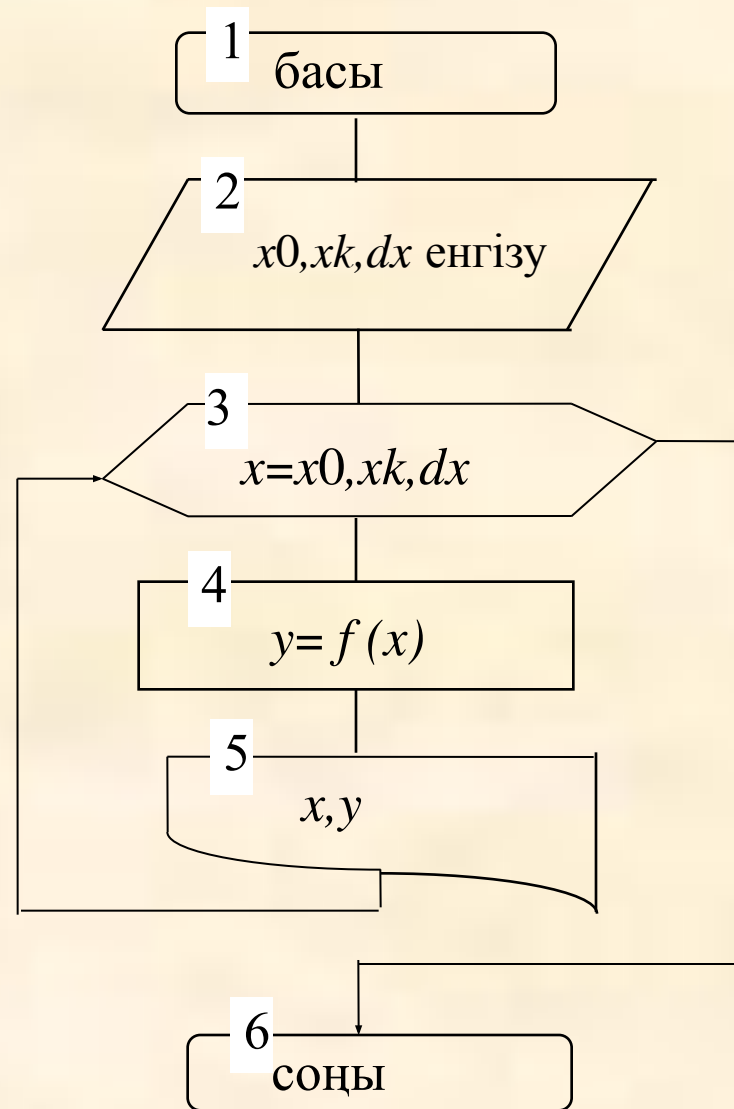 1
басы
2
x0,xk,dx енгізу
3
x=x0,xk,dx
4
y= f (x)
5
x,y
6
соңы